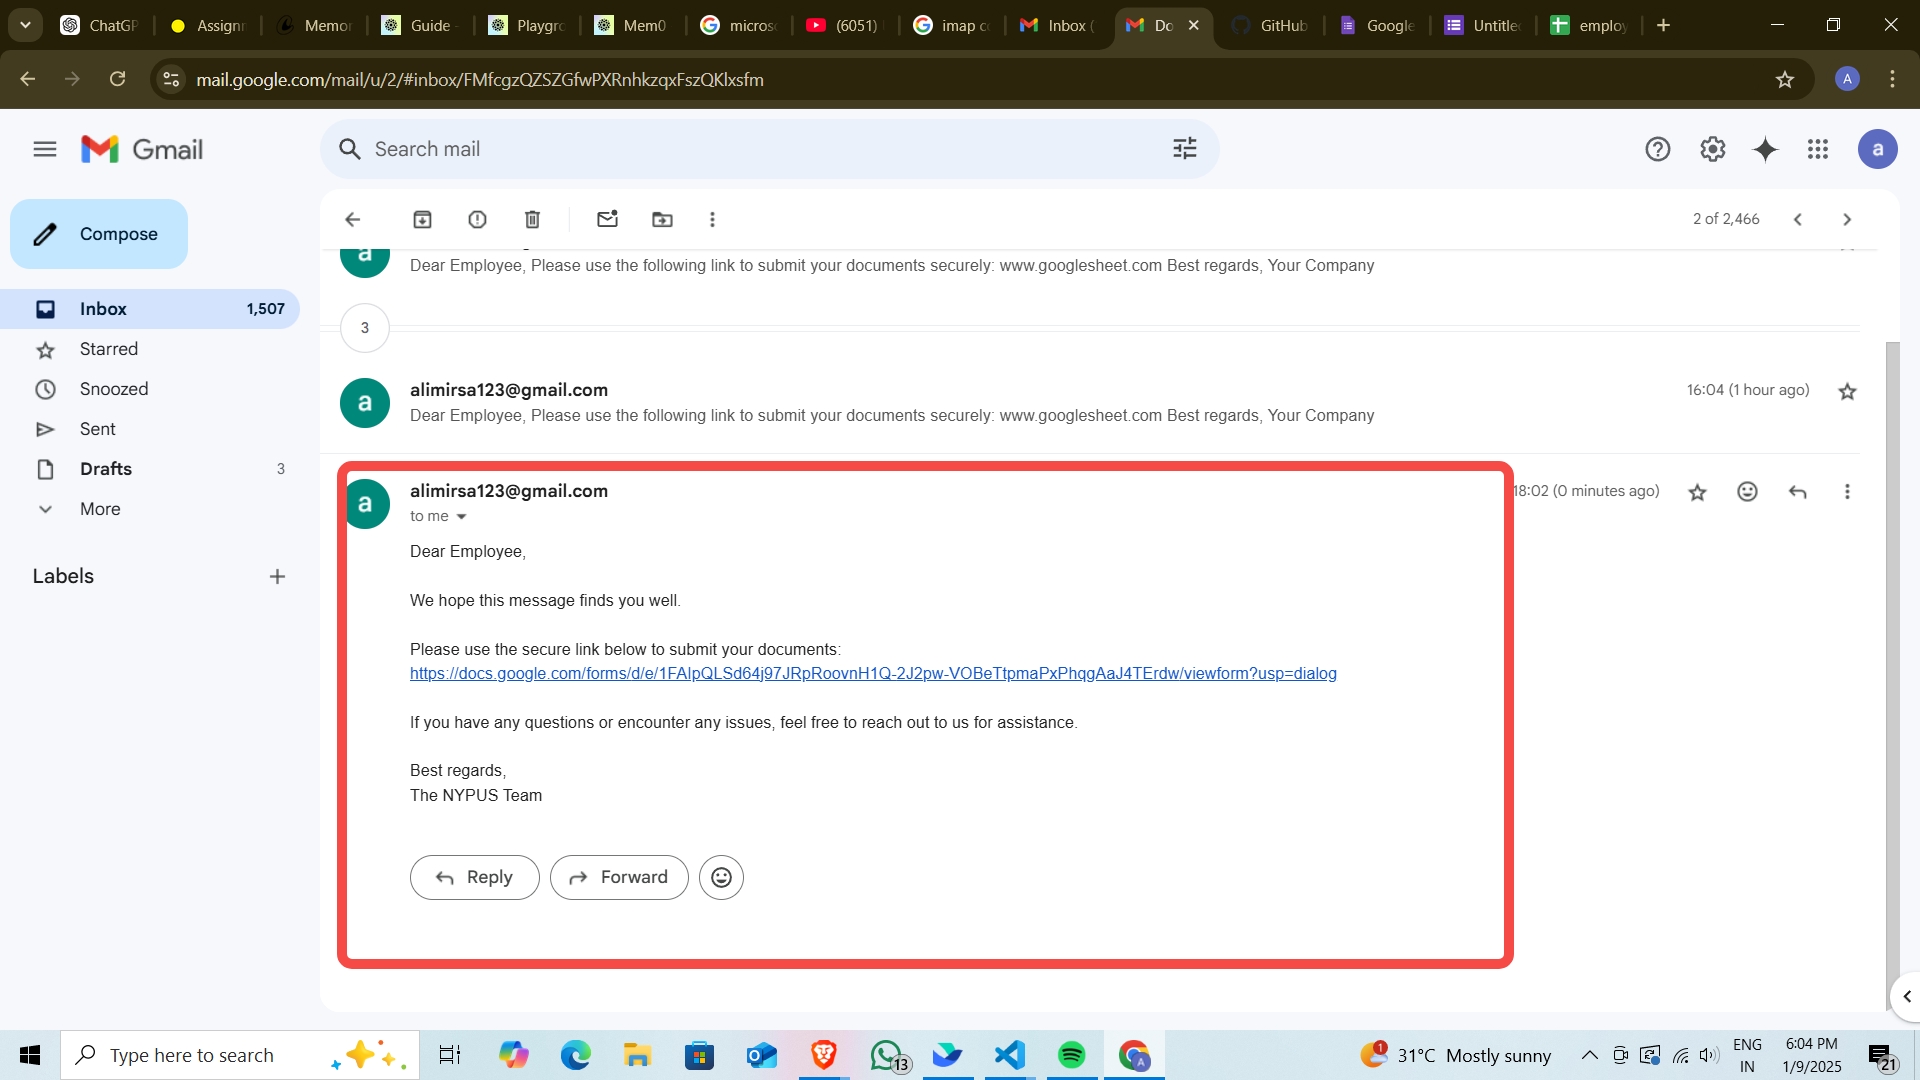 ChatGP
Assignr
Memor
Guide -
Playgro
Mem0
micros
(6051)
imap co
Inbox (
Do
GitHub
Google
Untitle
employ
mail.google.com/mail/u/2/#inbox/FMfcgzQZSZGfwPXRnhkzqxFszQKlxsfm
A
Gmail
Search mail
a
Compose
2 of 2,466
a
Dear Employee, Please use the following link to submit your documents securely: www.googlesheet.com Best regards, Your Company
Inbox 1,507
3
Starred
Snoozed
a
alimirsa123@gmail.com 16:04 (1 hour ago)
Dear Employee, Please use the following link to submit your documents securely: www.googlesheet.com Best regards, Your Company
Sent
Drafts 3
More
Labels
a
alimirsa123@gmail.com 18:02 (0 minutes ago)
to me
Dear Employee,
We hope this message finds you well.
Please use the secure link below to submit your documents:
https://docs.google.com/forms/d/e/1FAIpQLSd64j97JRpRoovnH1Q-2J2pw-VOBeTtpmaPxPhqgAaJ4TErdw/viewform?usp=dialog
If you have any questions or encounter any issues, feel free to reach out to us for assistance.
Best regards,
The NYPUS Team
Reply
Forward
Type here to search
13
1
31°C Mostly sunny
ENG
IN
6:04 PM
1/9/2025
21